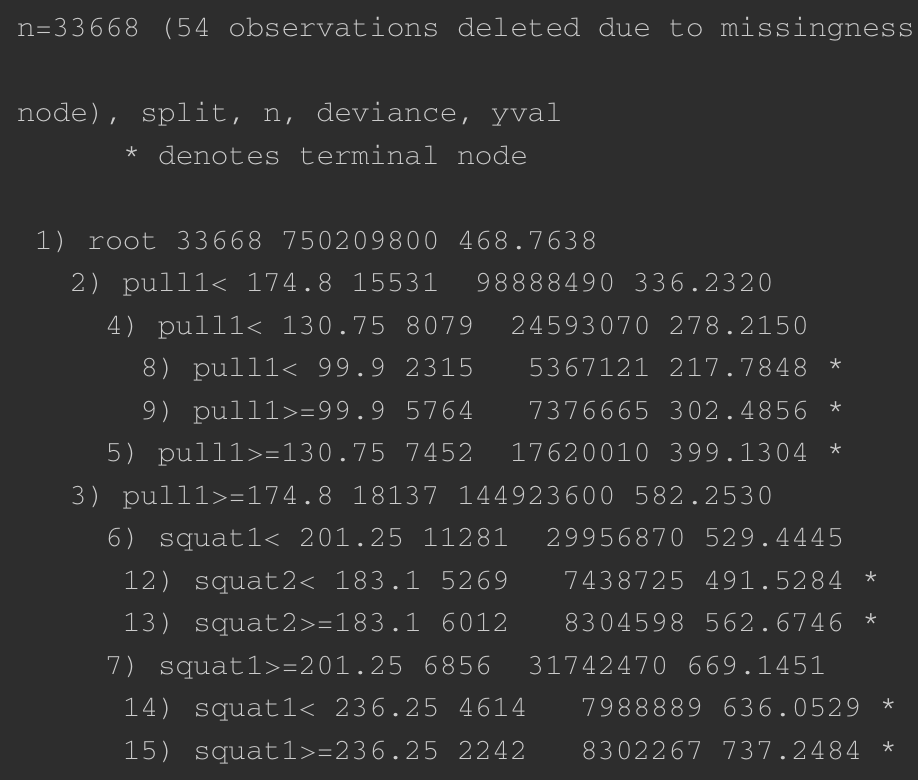 n=33668 (54 observations deleted due to missingness
node), split, n, deviance, yval
* denotes terminal node
1) root 33668 750209800 468.7638
2) pull1< 174.8 15531 98888490 336.2320
4) pull1< 130.75 8079 24593070 278.2150
8) pull1< 99.9 2315 5367121 217.7848 *
9) pull1>=99.9 5764 7376665 302.4856 *
5) pull1>=130.75 7452 17620010 399.1304 *
3) pull1>=174.8 18137 144923600 582.2530
6) squat1< 201.25 11281 29956870 529.4445
12) squat2< 183.1 5269 7438725 491.5284 *
13) squat2>=183.1 6012 8304598 562.6746 *
7) squat1>=201.25 6856 31742470 669.1451
14) squat1< 236.25 4614 7988889 636.0529 *
15) squat1>=236.25 2242 8302267 737.2484 *